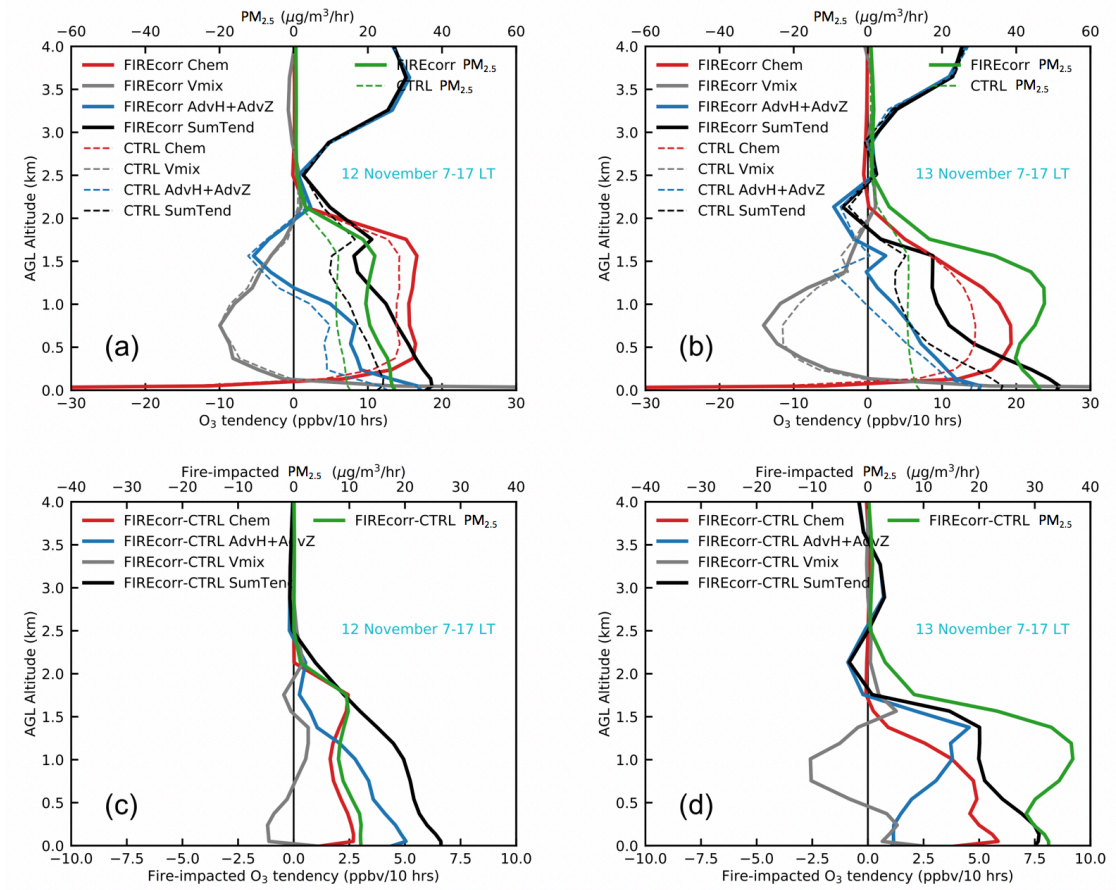 PM2.5 (μg/m3/hr)
−60 −40 −20 0 20 40 60
4.0
3.5
3.0
2.5
2.0
1.5
1.0
0.5
0.0
AGL Altitude (km)
FIREcorr Chem
FIREcorr Vmix
FIREcorr AdvH+AdvZ
FIREcorr SumTend
CTRL Chem
CTRL Vmix
CTRL AdvH+AdvZ
CTRL SumTend
FIREcorr PM2.5
CTRL PM2.5
12 November 7-17 LT
(a)
−30 −20 −10 0 10 20 30
O3 tendency (ppbv/10 hrs)
PM2.5 (μg/m3/hr)
−60 −40 −20 0 20 40 60
4.0
3.5
3.0
2.5
2.0
1.5
1.0
0.5
0.0
AGL Altitude (km)
FIREcorr Chem
FIREcorr Vmix
FIREcorr AdvH+AdvZ
FIREcorr SumTend
CTRL Chem
CTRL Vmix
CTRL AdvH+AdvZ
CTRL SumTend
FIREcorr PM2.5
CTRL PM2.5
13 November 7-17 LT
(b)
−30 −20 −10 0 10 20 30
O3 tendency (ppbv/10 hrs)
Fire-impacted PM2.5 (μg/m3/hr)
−40 −30 −20 −10 0 10 20 30 40
4.0
3.5
3.0
2.5
2.0
1.5
1.0
0.5
0.0
AGL Altitude (km)
FIREcorr-CTRL Chem
FIREcorr-CTRL AdvH+AdvZ
FIREcorr-CTRL Vmix
FIREcorr-CTRL SumTend
FIREcorr-CTRL PM2.5
12 November 7-17 LT
(c)
−10.0 −7.5 −5.0 −2.5 0.0 2.5 5.0 7.5 10.0
Fire-impacted O3 tendency (ppbv/10 hrs)
Fire-impacted PM2.5 (μg/m3/hr)
−40 −30 −20 −10 0 10 20 30 40
4.0
3.5
3.0
2.5
2.0
1.5
1.0
0.5
0.0
AGL Altitude (km)
FIREcorr-CTRL Chem
FIREcorr-CTRL AdvH+AdvZ
FIREcorr-CTRL Vmix
FIREcorr-CTRL SumTend
FIREcorr-CTRL PM2.5
13 November 7-17 LT
(d)
−10.0 −7.5 −5.0 −2.5 0.0 2.5 5.0 7.5 10.0
Fire-impacted O3 tendency (ppbv/10 hrs)